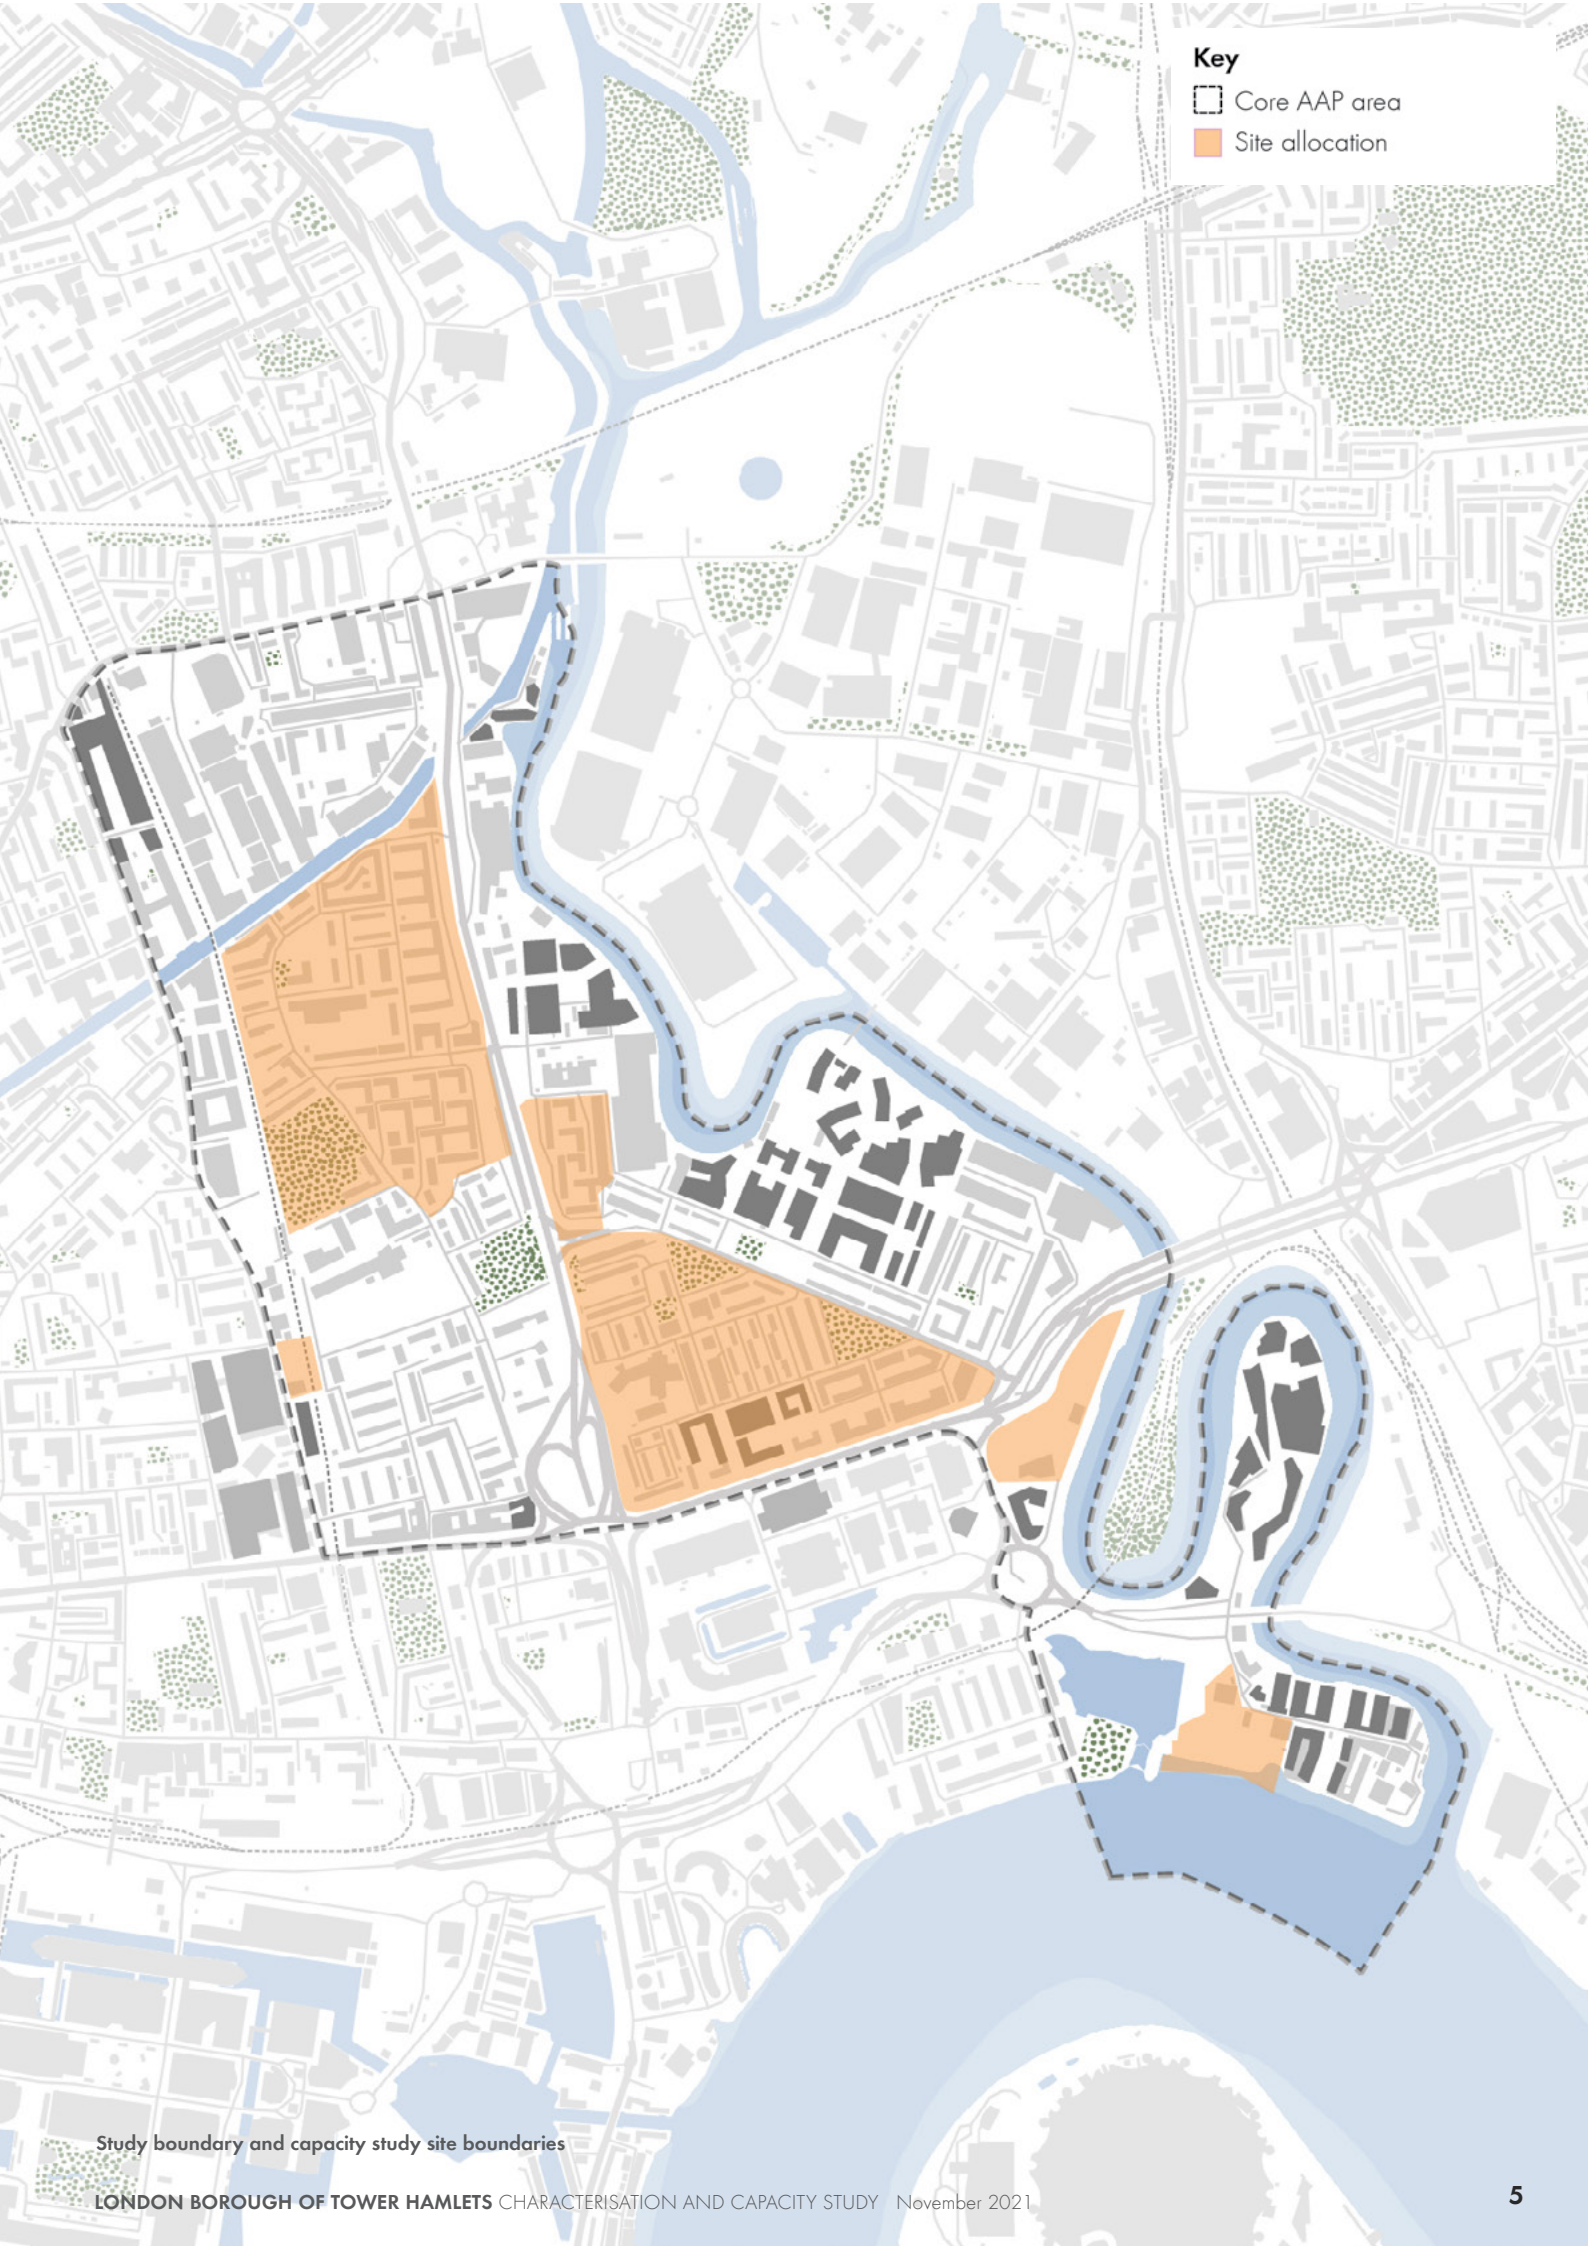 Key
Core AAP area
Site allocation
Study boundary and capacity study site boundaries
LONDON BOROUGH OF TOWER HAMLETS CHARACTERISATION AND CAPACITY STUDY November 2021
5